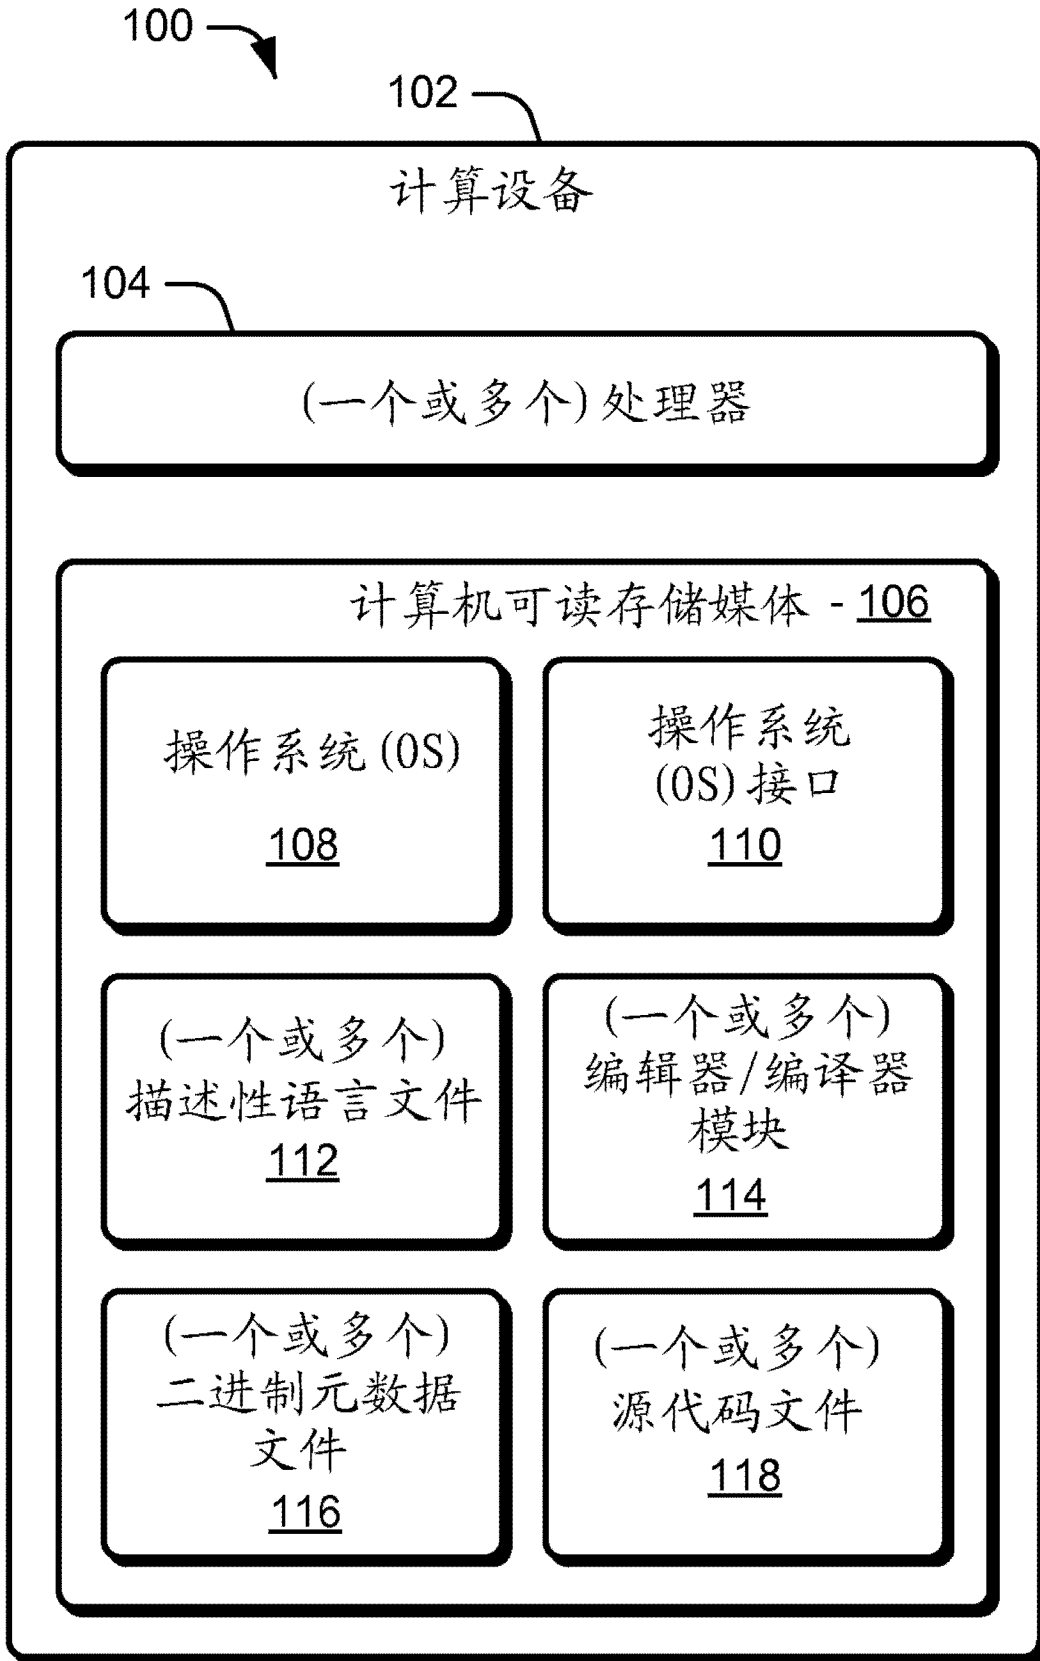 100
102
计算设备
104
(一个或多个)处理器
计算机可读存储媒体 - 106
操作系统(OS)
108
操作系统
(OS)接口
110
(一个或多个)
描述性语言文件
112
(一个或多个)
编辑器/编译器
模块
114
(一个或多个)
二进制元数据
文件
116
(一个或多个)
源代码文件
118